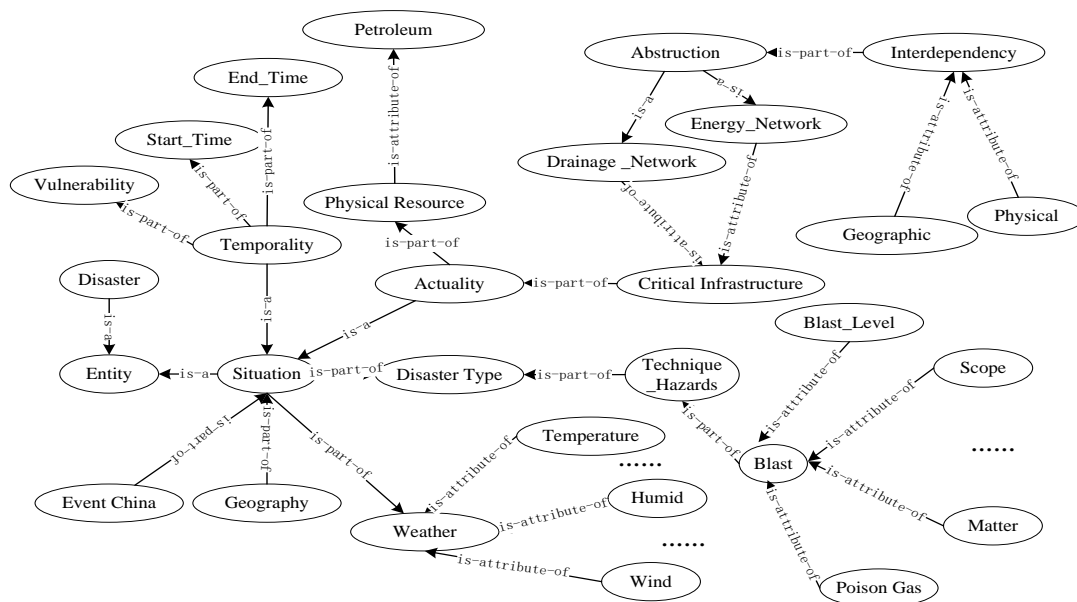 Petroleum
Abstruction
is-part-of
Interdependency
End_Time
is-a
is-a
Start_Time
is-part-of
is-attribute-of
Energy_Network
is-attribute-of
is-attribute-of
Drainage _Network
Vulnerability
is-part-of
is-part-of
Physical Resource
is-attribute-of
is-attribute-of
Physical
Temporality
is-part-of
Geographic
Disaster
Actuality
is-part-of
Critical Infrastructure
is-a
is-a
is-a
Blast_Level
Entity
is-a
Situation
is-part-of
Disaster Type
is-part-of
Technique
_Hazards
Scope
is-attribute-of
is-attribute-of
is-part-of
is-part-of
is-part-of
is-part-of
is-attribute-of
Temperature
......
Blast
......
Event China
Geography
Humid
is-attribute-of
is-attribute-of
is-attribute-of
Weather
......
Matter
is-attribute-of
Wind
Poison Gas